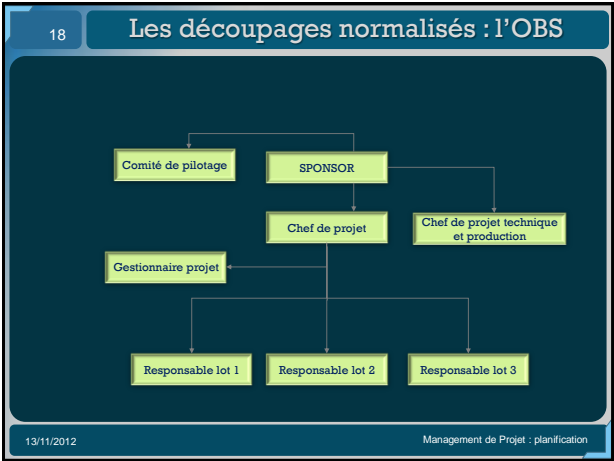 18
Les découpages normalisés : l'OBS
Comité de pilotage
SPONSOR
Chef de projet
Chef de projet technique
et production
Gestionnaire projet
Responsable lot 1
Responsable lot 2
Responsable lot 3
13/11/2012
Management de Projet : planification